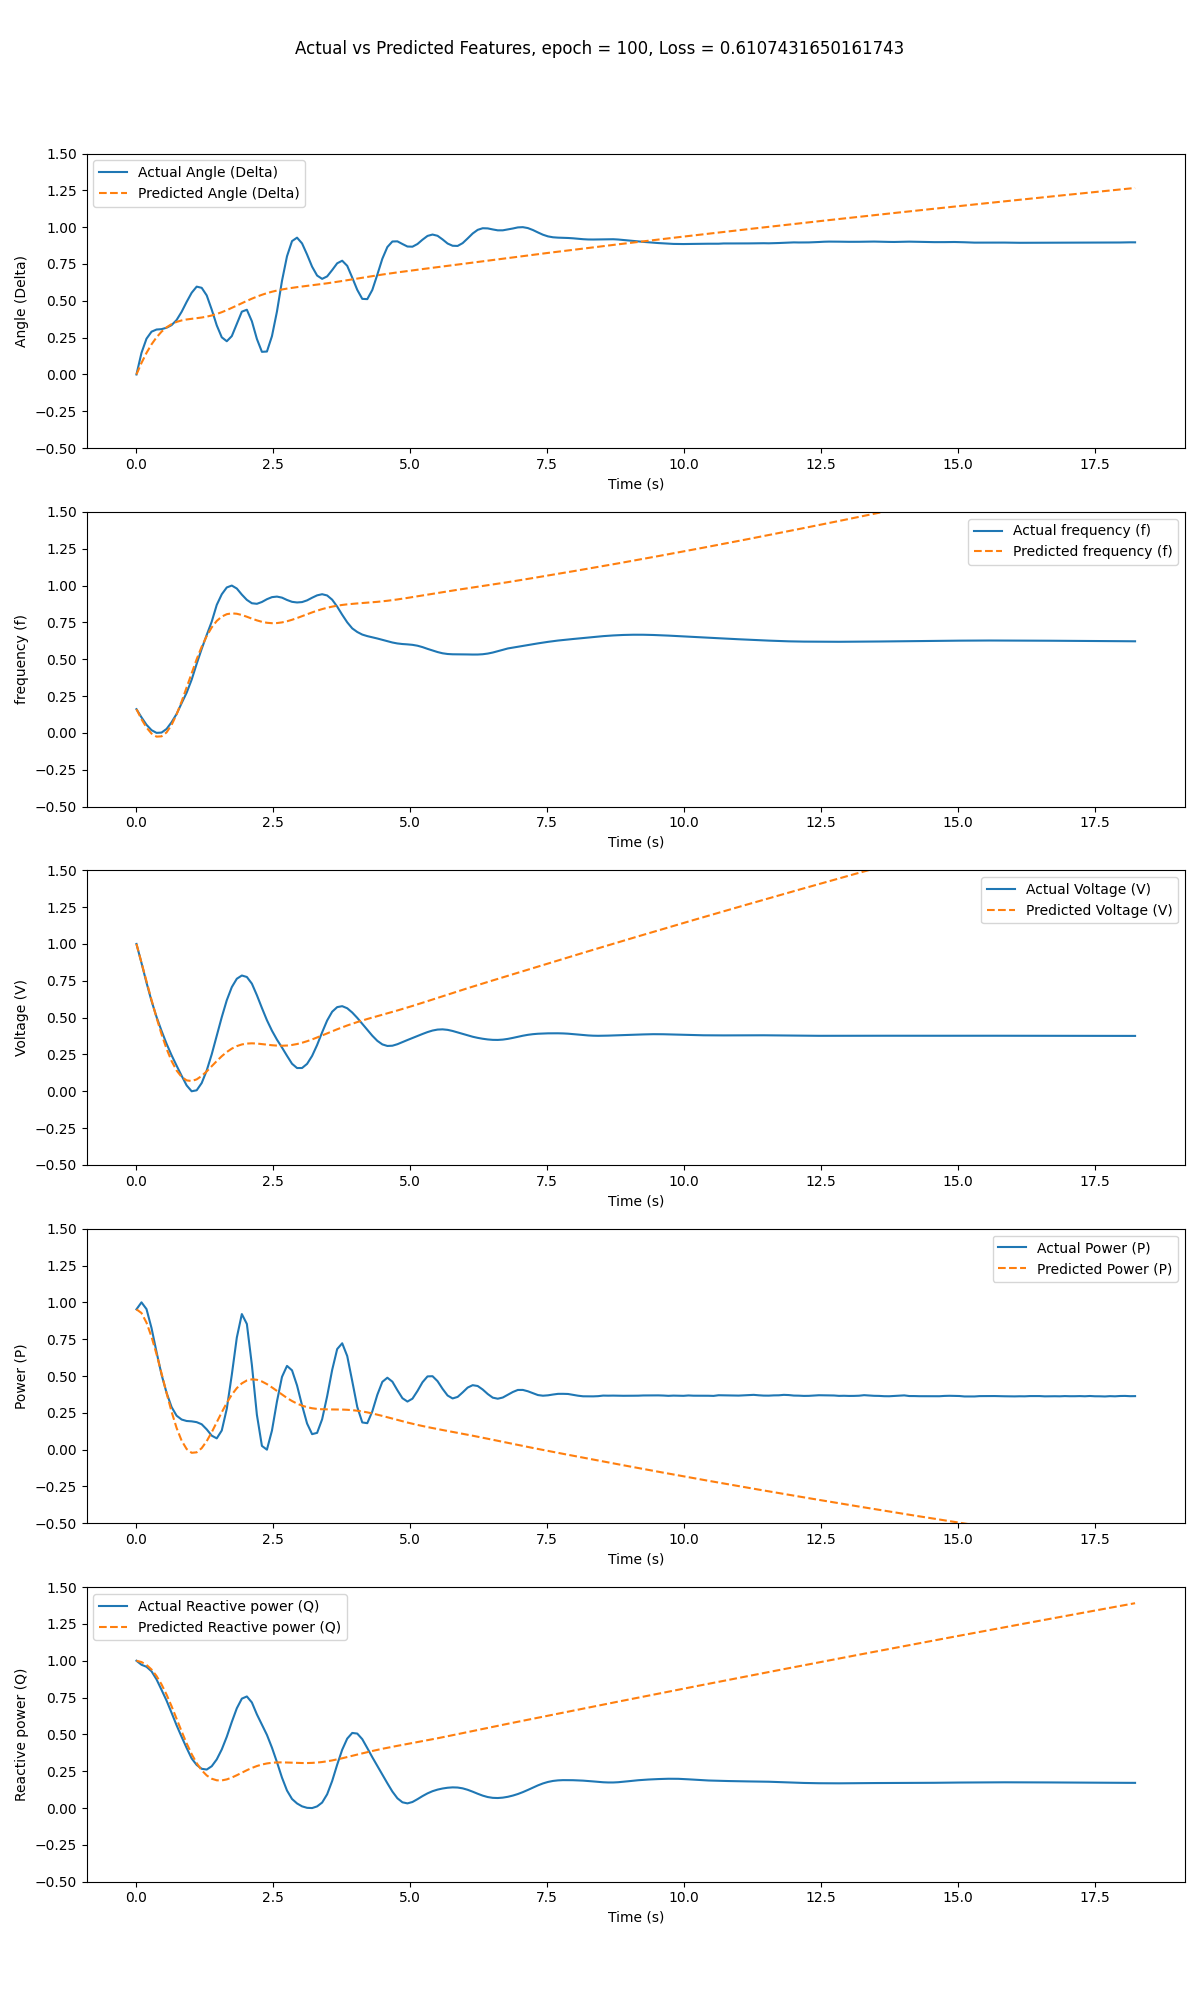 Actual vs Predicted Features, epoch = 100, Loss = 0.6107431650161743
1.50
1.25
1.00
0.75
0.50
0.25
0.00
−0.25
−0.50
Angle (Delta)
Actual Angle (Delta)
Predicted Angle (Delta)
0.0 2.5 5.0 7.5 10.0 12.5 15.0 17.5
Time (s)
1.50
1.25
1.00
0.75
0.50
0.25
0.00
−0.25
−0.50
frequency (f)
Actual frequency (f)
Predicted frequency (f)
0.0 2.5 5.0 7.5 10.0 12.5 15.0 17.5
Time (s)
1.50
1.25
1.00
0.75
0.50
0.25
0.00
−0.25
−0.50
Voltage (V)
Actual Voltage (V)
Predicted Voltage (V)
0.0 2.5 5.0 7.5 10.0 12.5 15.0 17.5
Time (s)
1.50
1.25
1.00
0.75
0.50
0.25
0.00
−0.25
−0.50
Power (P)
Actual Power (P)
Predicted Power (P)
0.0 2.5 5.0 7.5 10.0 12.5 15.0 17.5
Time (s)
1.50
1.25
1.00
0.75
0.50
0.25
0.00
−0.25
−0.50
Reactive power (Q)
Actual Reactive power (Q)
Predicted Reactive power (Q)
0.0 2.5 5.0 7.5 10.0 12.5 15.0 17.5
Time (s)